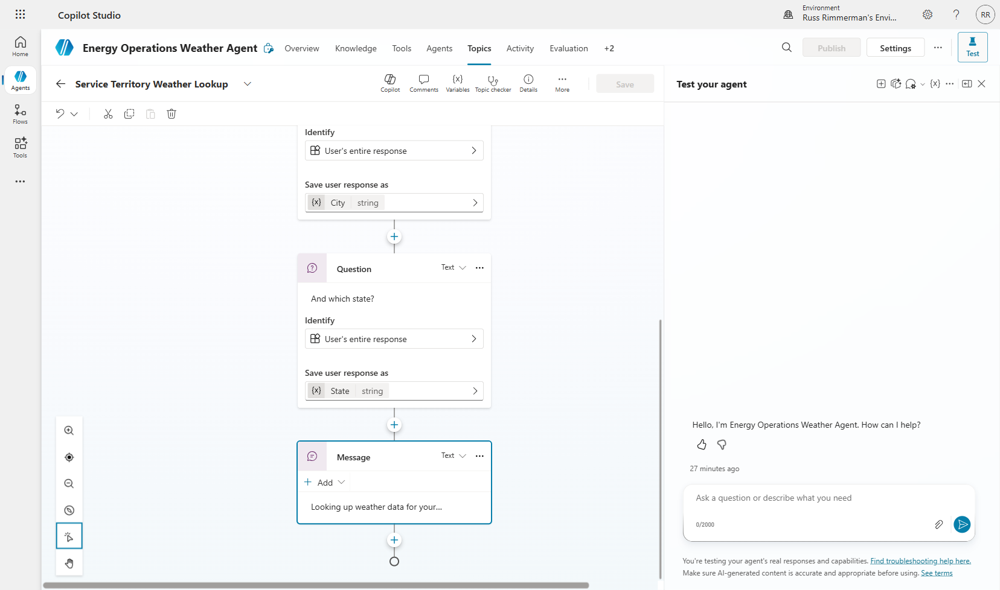 Copilot Studio
Environment
Russ Rimmerman's Envi...
RR
Home
Agents
Flows
Tools
Energy Operations Weather Agent
Overview
Knowledge
Tools
Agents
Topics
Activity
Evaluation
+2
Publish
Settings
Test
Service Territory Weather Lookup
Copilot
Comments
{x}
Variables
Topic checker
Details
More
Save
Identify
User's entire response
Save user response as
{x} City string
Question
Text
And which state?
Identify
User's entire response
Save user response as
{x} State string
Message
Text
Add
Looking up weather data for your...
Test your agent
{x}
Hello, I'm Energy Operations Weather Agent. How can I help?
27 minutes ago
Ask a question or describe what you need
0/2000
You're testing your agent's real responses and capabilities. Find troubleshooting help here.
Make sure AI-generated content is accurate and appropriate before using. See terms